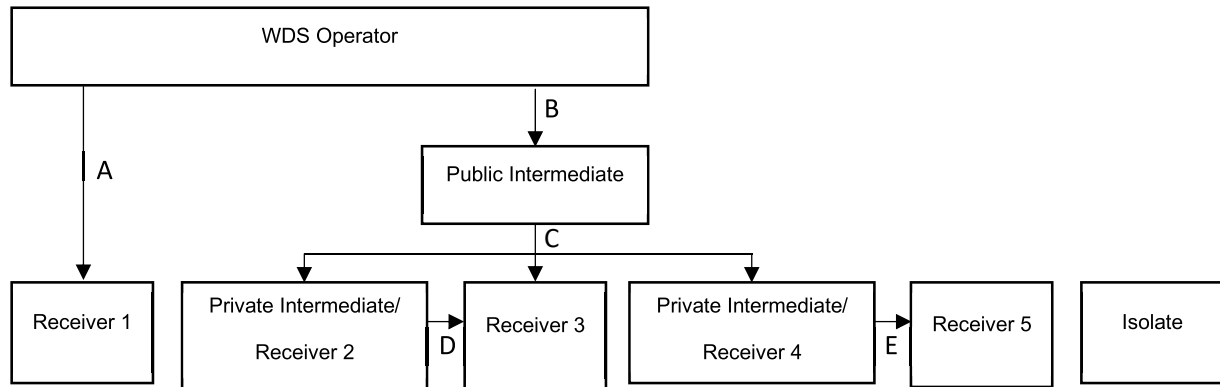 WDS Operator
B
A
Public Intermediate
C
Receiver 1
Private Intermediate/
Receiver 2
D
Receiver 3
Private Intermediate/
Receiver 4
E
Receiver 5
Isolate